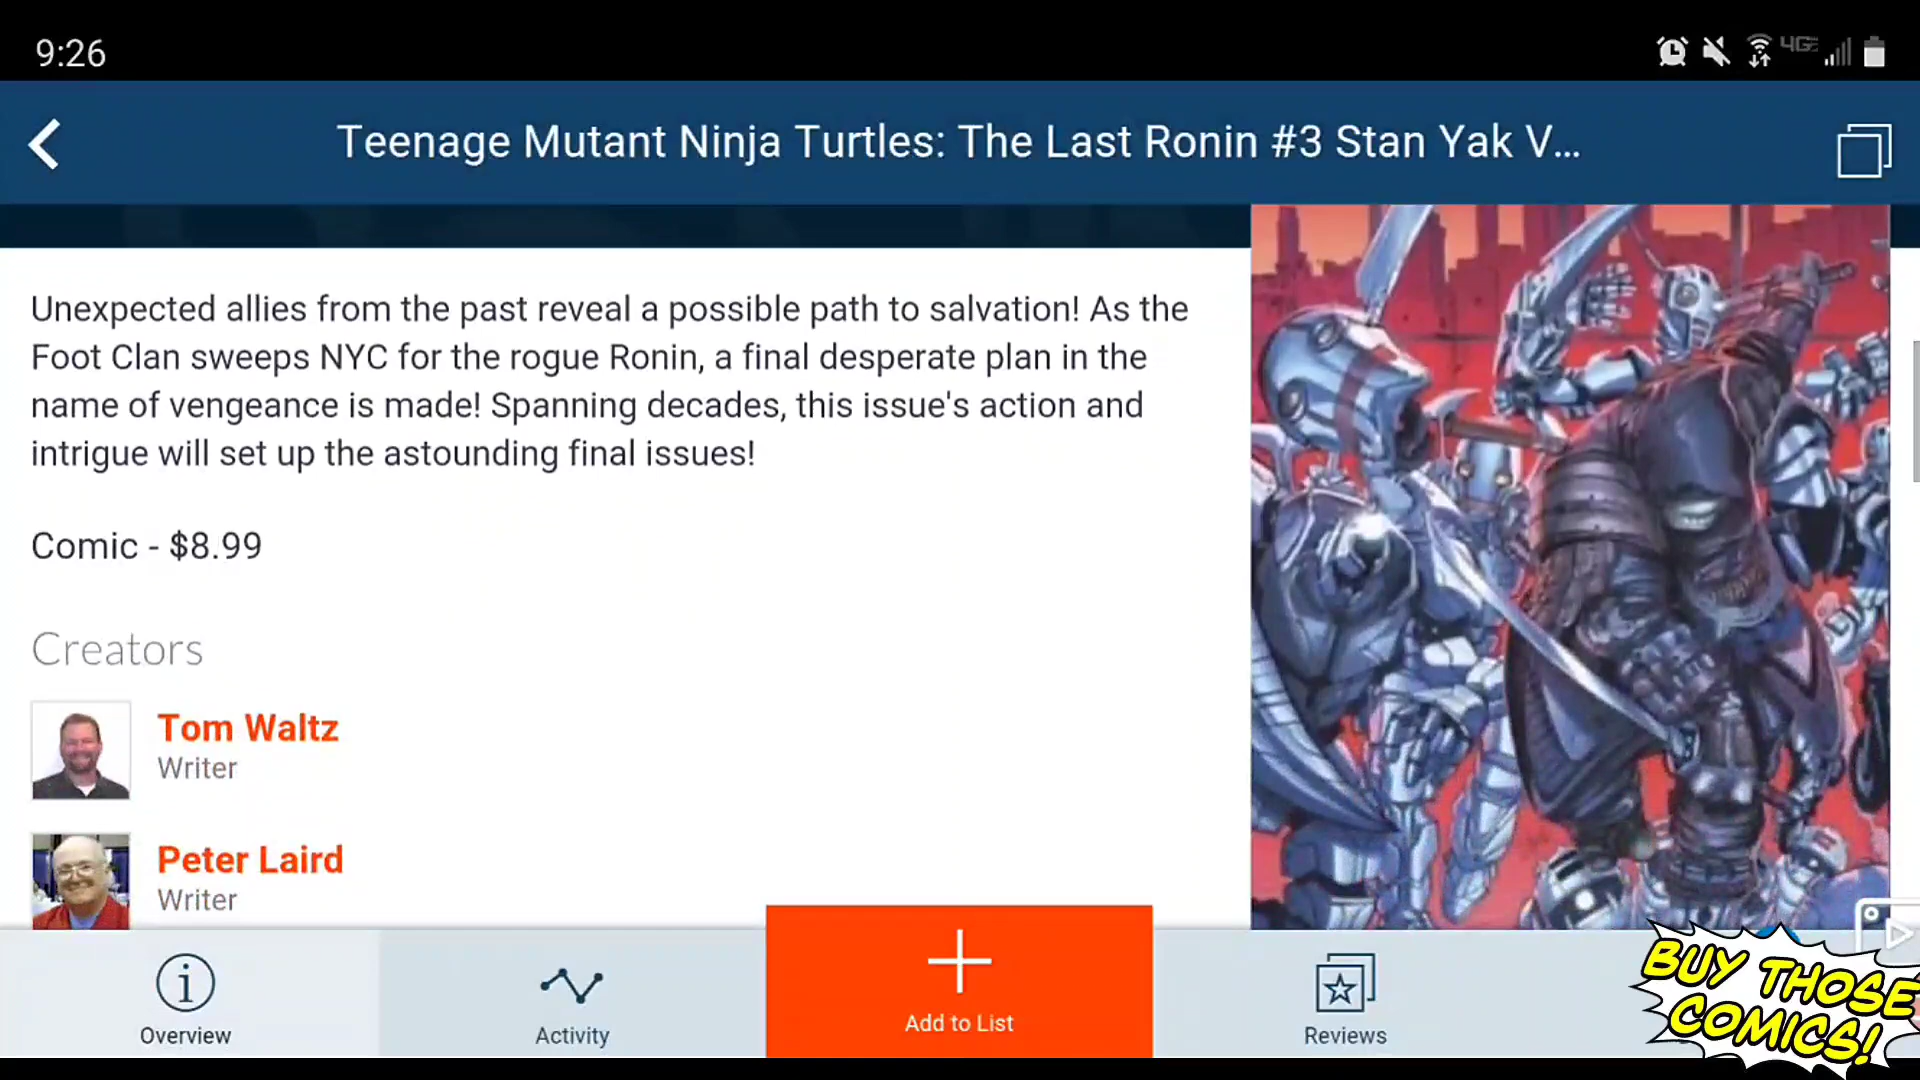 9:26
4G
Teenage Mutant Ninja Turtles: The Last Ronin #3 Stan Yak V...
Unexpected allies from the past reveal a possible path to salvation! As the
Foot Clan sweeps NYC for the rogue Ronin, a final desperate plan in the
name of vengeance is made! Spanning decades, this issue's action and
intrigue will set up the astounding final issues!
Comic - $8.99
Creators
Tom Waltz
Writer
Peter Laird
Writer
Overview
Activity
Add to List
Reviews
BUY THOSE
COMICS!